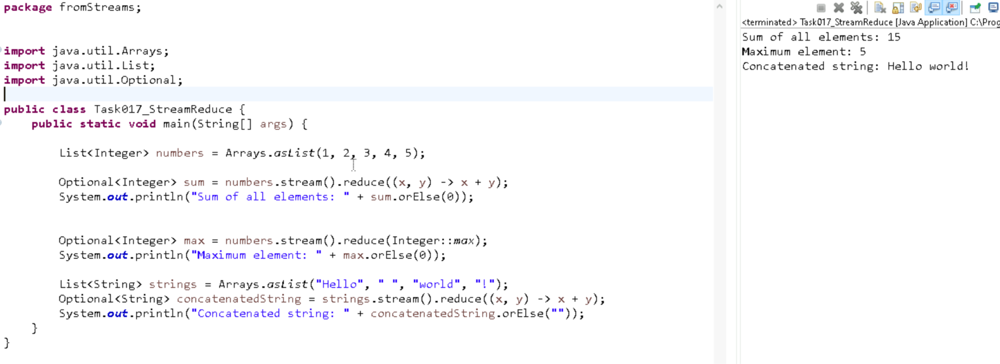 package fromStreams;
import java.util.Arrays;
import java.util.List;
import java.util.Optional;
public class Task017_StreamReduce {
    public static void main(String[] args) {
        List<Integer> numbers = Arrays.asList(1, 2, 3, 4, 5);
        Optional<Integer> sum = numbers.stream().reduce((x, y) -> x + y);
        System.out.println("Sum of all elements: " + sum.orElse(0));
        Optional<Integer> max = numbers.stream().reduce(Integer::max);
        System.out.println("Maximum element: " + max.orElse(0));
        List<String> strings = Arrays.asList("Hello", " ", "world", "!");
        Optional<String> concatenatedString = strings.stream().reduce((x, y) -> x + y);
        System.out.println("Concatenated string: " + concatenatedString.orElse(""));
    }
}
<terminated> Task017_StreamReduce [Java Application] C:\Prog
Sum of all elements: 15
Maximum element: 5
Concatenated string: Hello world!